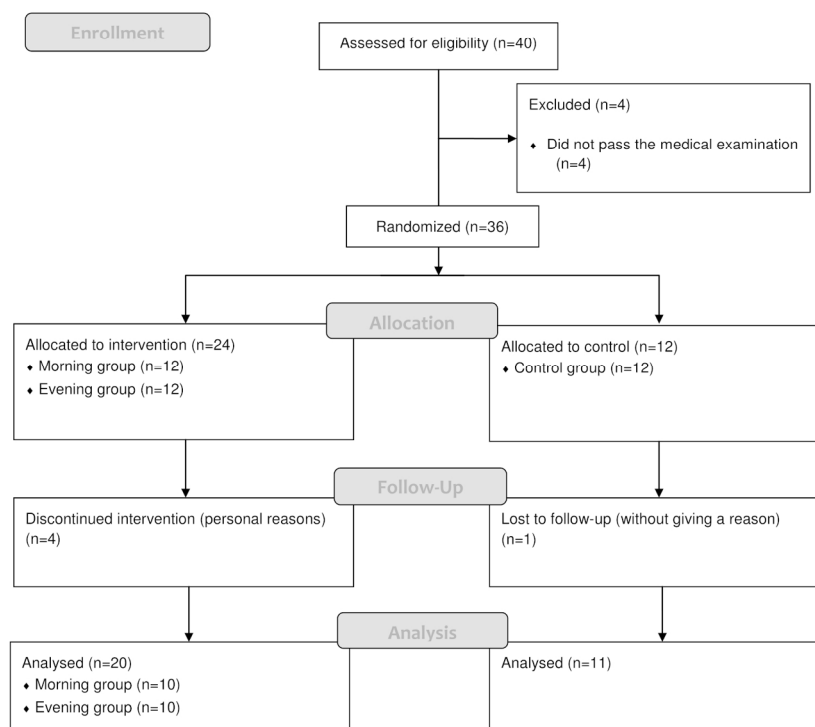 Enrollment
Assessed for eligibility (n=40)
Excluded (n=4)
♦ Did not pass the medical examination
(n=4)
Randomized (n=36)
Allocation
Allocated to intervention (n=24)
♦ Morning group (n=12)
♦ Evening group (n=12)
Allocated to control (n=12)
♦ Control group (n=12)
Follow-Up
Discontinued intervention (personal reasons)
(n=4)
Lost to follow-up (without giving a reason)
(n=1)
Analysis
Analysed (n=20)
♦ Morning group (n=10)
♦ Evening group (n=10)
Analysed (n=11)